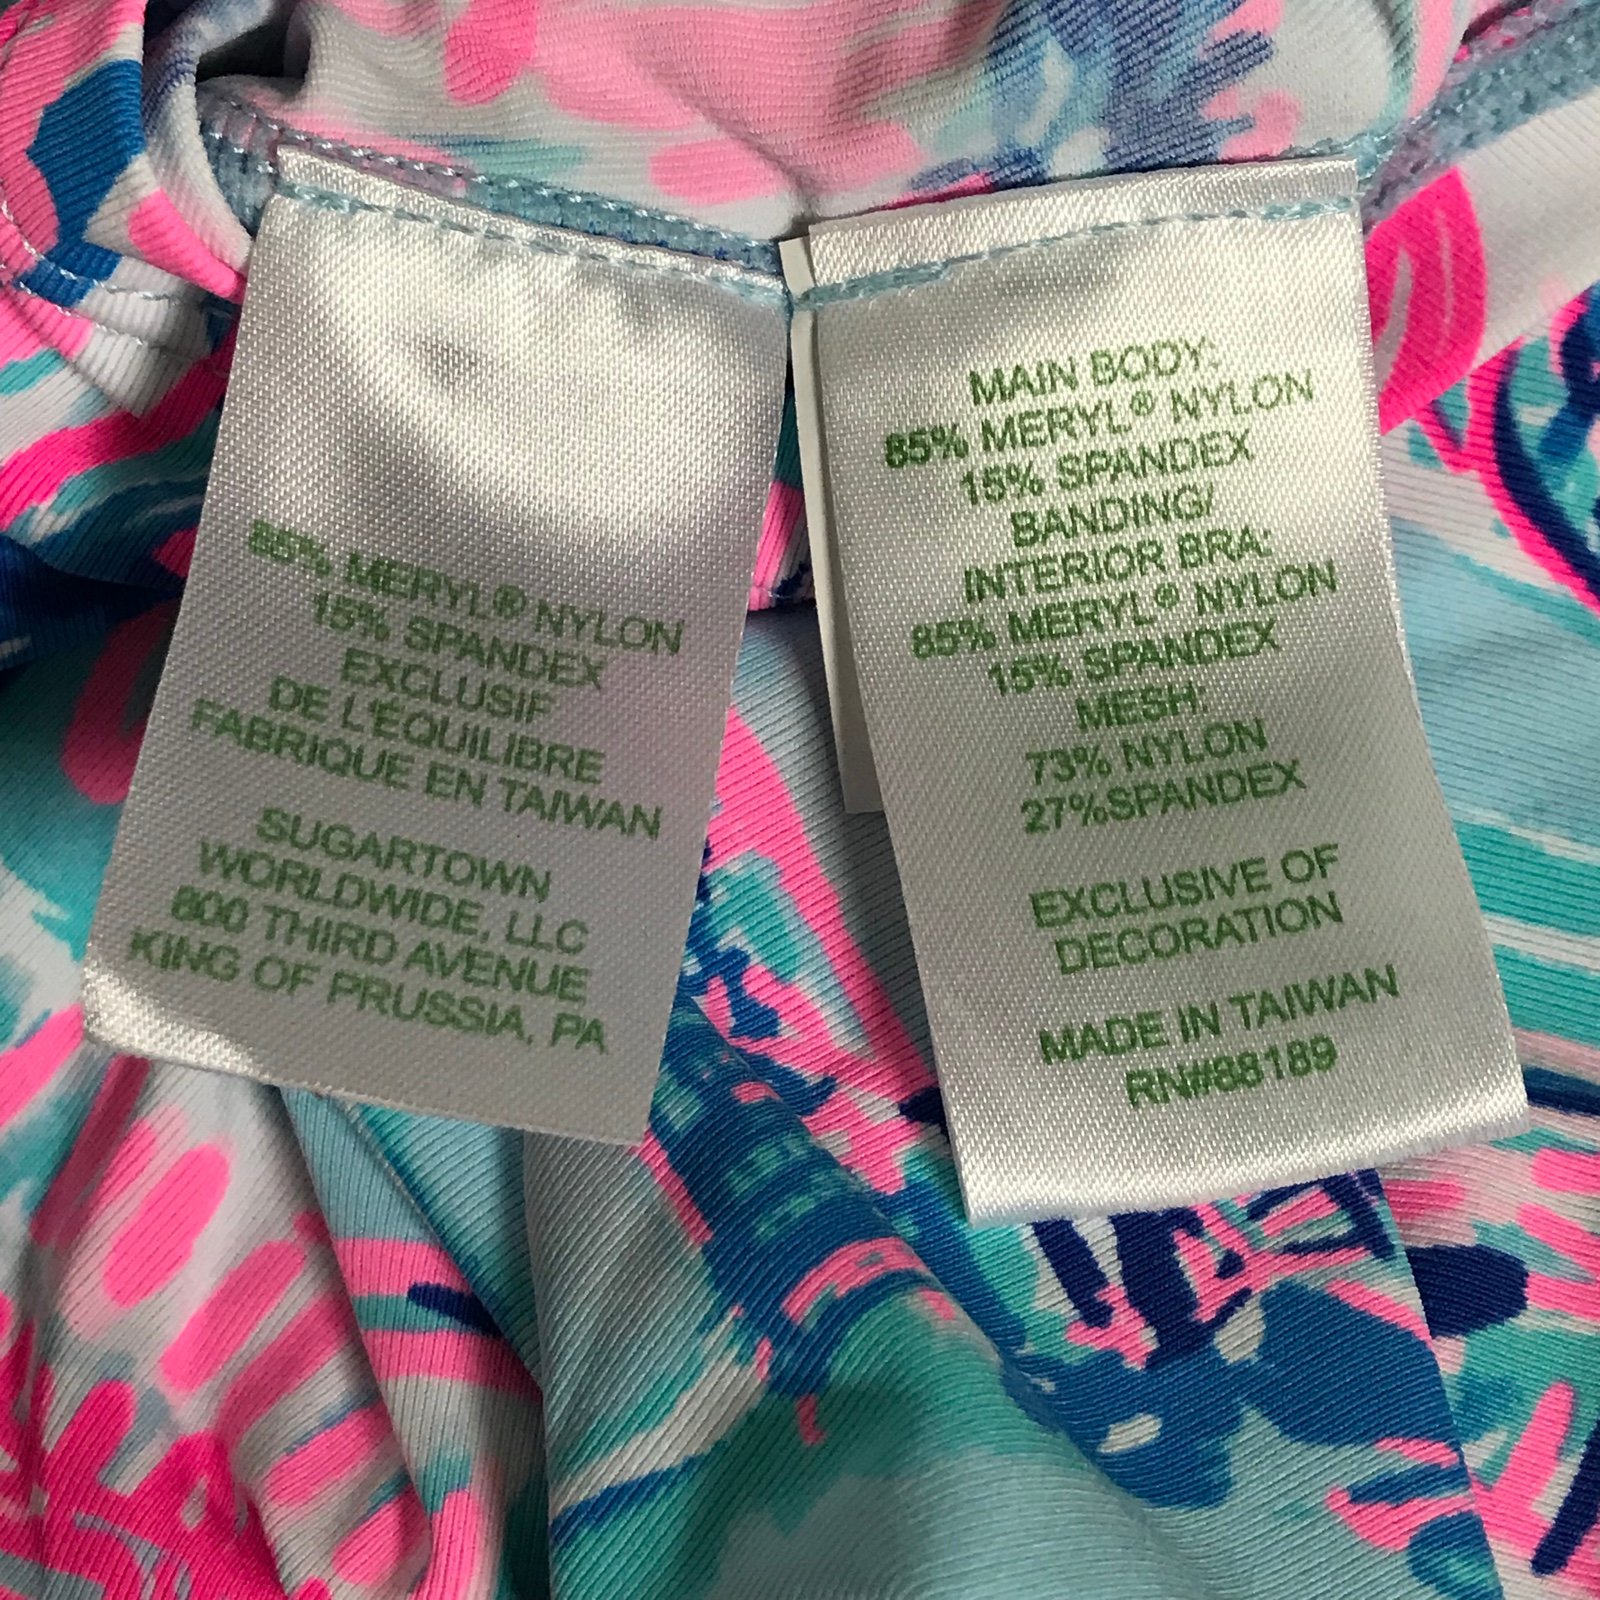 85% MERYL® NYLON
15% SPANDEX
EXCLUSIF
DE L'EQUILIBRE
FABRIQUE EN TAIWAN
SUGARTOWN
WORLDWIDE, LLC
800 THIRD AVENUE
KING OF PRUSSIA, PA
MAIN BODY:
85% MERYL® NYLON
15% SPANDEX
BANDING/
INTERIOR BRA:
85% MERYL® NYLON
15% SPANDEX
MESH:
73% NYLON
27%SPANDEX
EXCLUSIVE OF
DECORATION
MADE IN TAIWAN
RN#88189